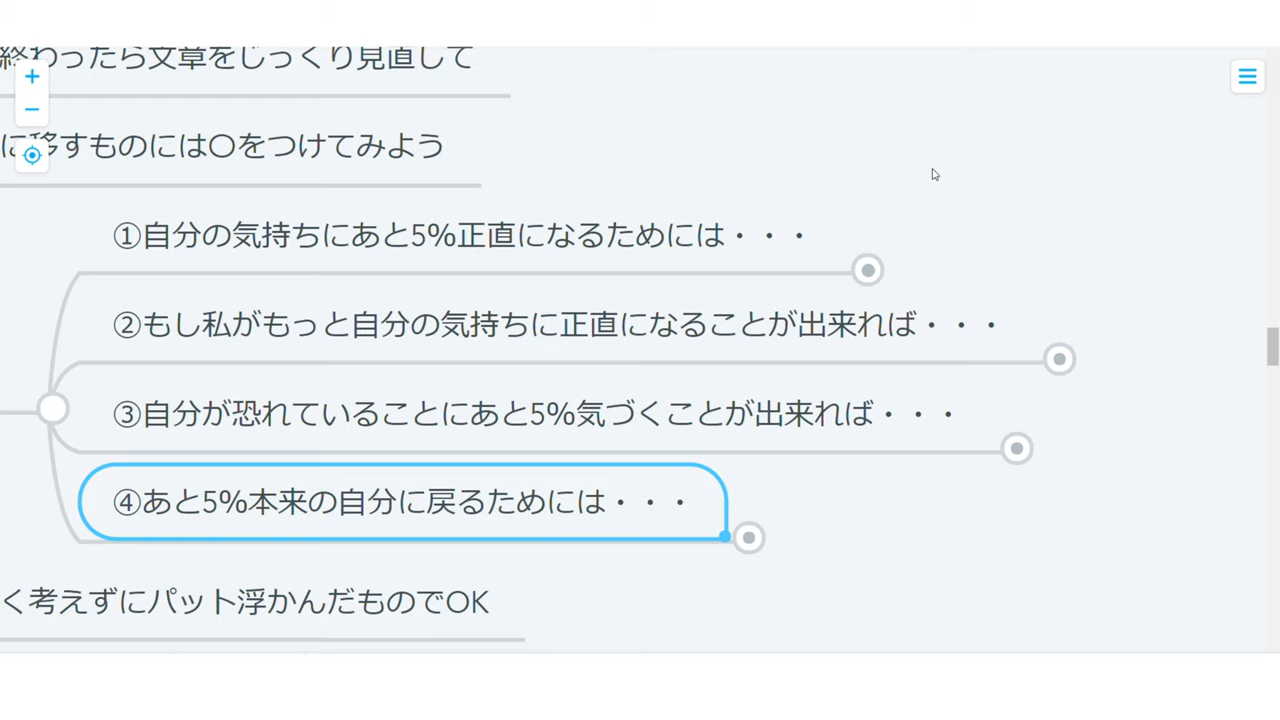 終わったら文章をじっくり見直して
に移すものには〇をつけてみよう
①自分の気持ちにあと5%正直になるためには・・・
②もし私がもっと自分の気持ちに正直になることが出来れば・・・
③自分が恐れていることにあと5%気づくことが出来れば・・・
④あと5%本来の自分に戻るためには・・・
く考えずにパット浮かんだものでOK